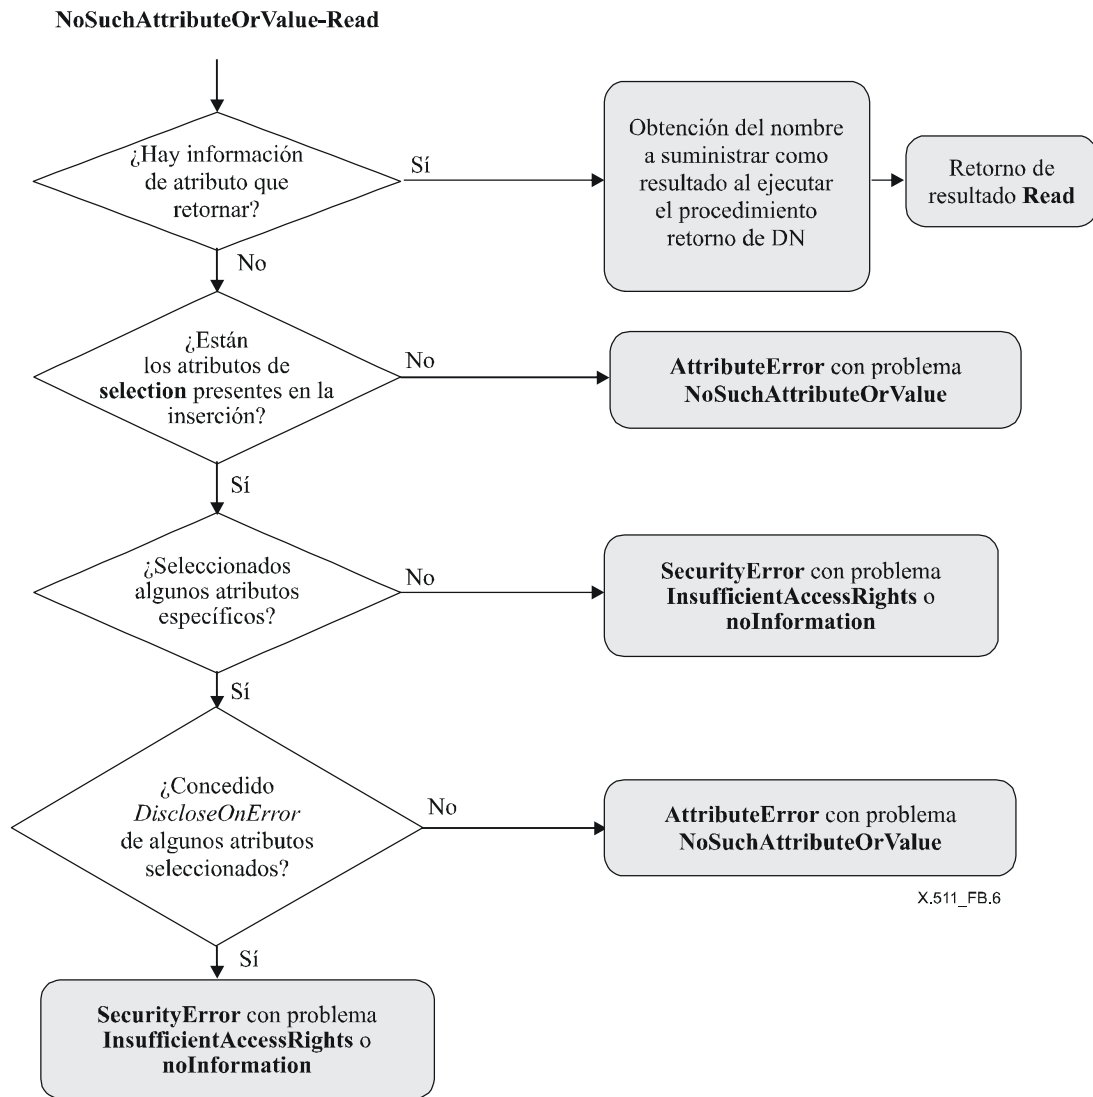 NoSuchAttributeOrValue-Read
¿Hay información
de atributo que
retornar?
Sí
Obtención del nombre
a suministrar como
resultado al ejecutar
el procedimiento
retorno de DN
Retorno de
resultado Read
No
¿Están
los atributos de
selection presentes en la
inserción?
No
AttributeError con problema
NoSuchAttributeOrValue
Sí
¿Seleccionados
algunos atributos
específicos?
No
SecurityError con problema
InsufficientAccessRights o
noInformation
Sí
¿Concedido
DiscloseOnError
de algunos atributos
seleccionados?
No
AttributeError con problema
NoSuchAttributeOrValue
X.511_FB.6
Sí
SecurityError con problema
InsufficientAccessRights o
noInformation